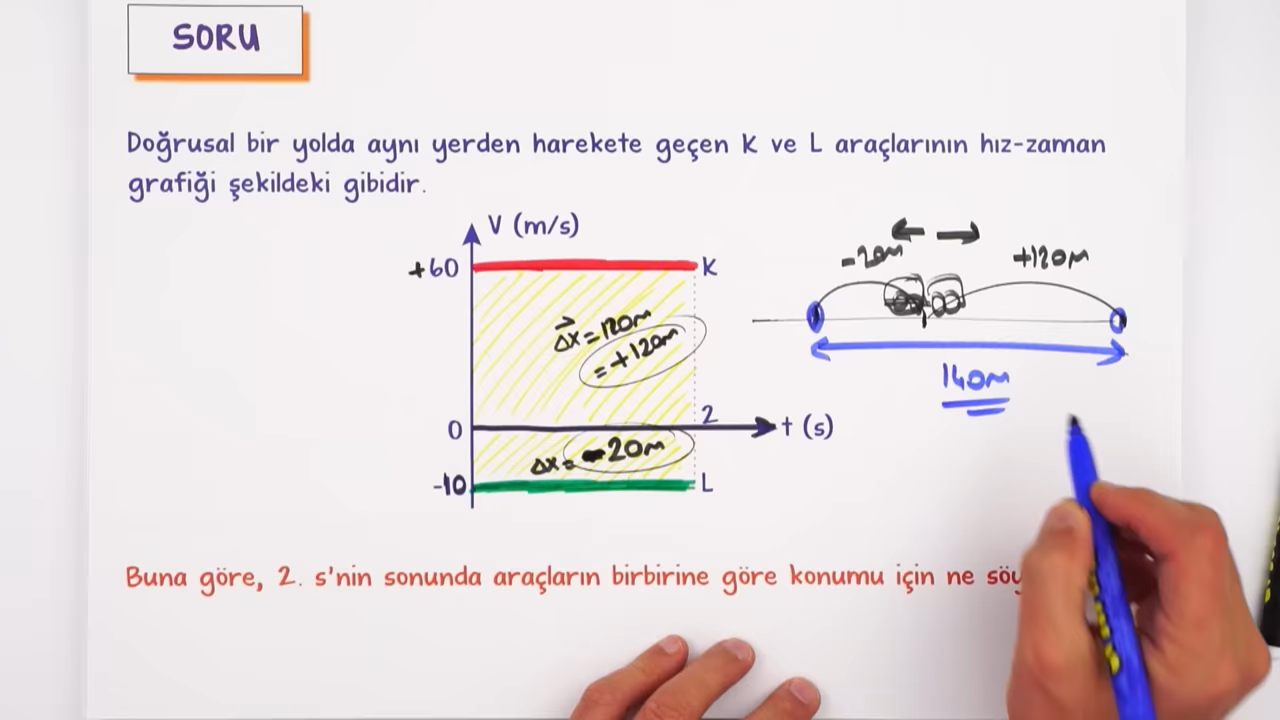 SORU
Doğrusal bir yolda aynı yerden harekete geçen K ve L araçlarının hız-zaman
grafiği şekildeki gibidir.
V (m/s)
+60
K
Δx = 120m
= +120m
0
2
t (s)
Δx = -20m
-10
L
-20m
+120m
140m
Buna göre, 2. s'nin sonunda araçların birbirine göre konumu için ne